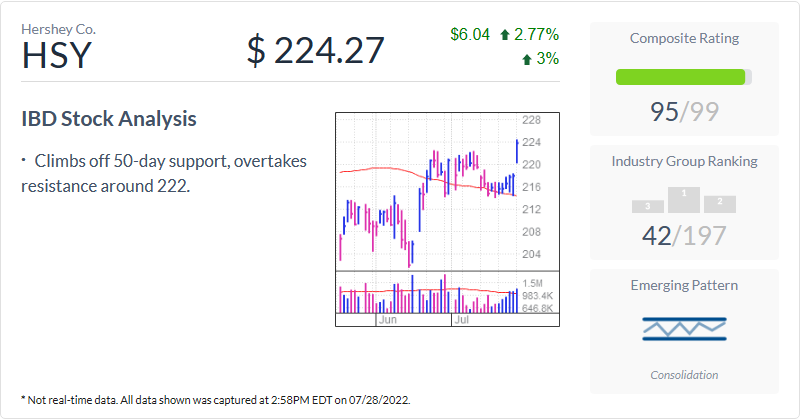 Hershey Co.
HSY
$ 224.27
$6.04 2.77%
3%
IBD Stock Analysis
· Climbs off 50-day support, overtakes
resistance around 222.
228
224
220
216
212
208
204
1.5M
983.4K
646.8K
Jun
Jul
Composite Rating
95/99
Industry Group Ranking
3
1
2
42/197
Emerging Pattern
Consolidation
* Not real-time data. All data shown was captured at 2:58PM EDT on 07/28/2022.